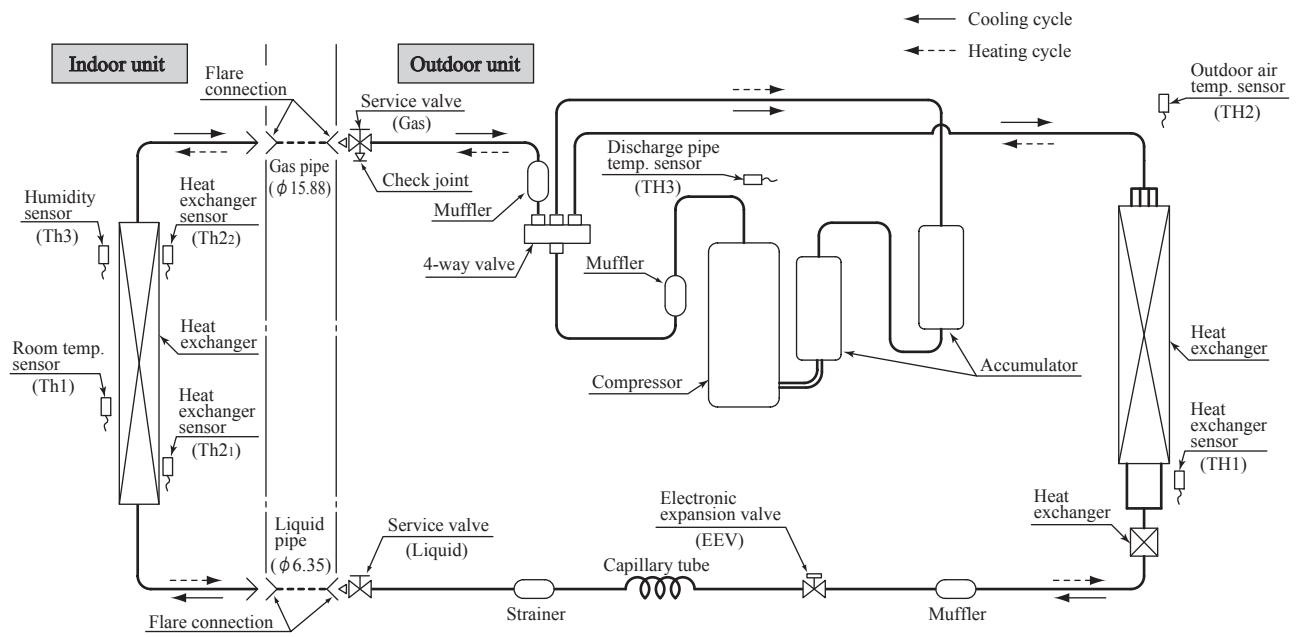 Cooling cycle
Heating cycle
Indoor unit
Outdoor unit
Flare
connection
Service valve
(Gas)
Outdoor air
temp. sensor
(TH2)
Gas pipe
(ϕ15.88)
Check joint
Discharge pipe
temp. sensor
(TH3)
Muffler
Humidity
sensor
(Th3)
Heat
exchanger
sensor
(Th2₂)
4-way valve
Muffler
Heat
exchanger
Room temp.
sensor
(Th1)
Compressor
Accumulator
Heat
exchanger
Heat
exchanger
sensor
(Th2₁)
Heat
exchanger
sensor
(TH1)
Liquid
pipe
(ϕ6.35)
Service valve
(Liquid)
Electronic
expansion valve
(EEV)
Heat
exchanger
Capillary tube
Strainer
Muffler
Flare connection